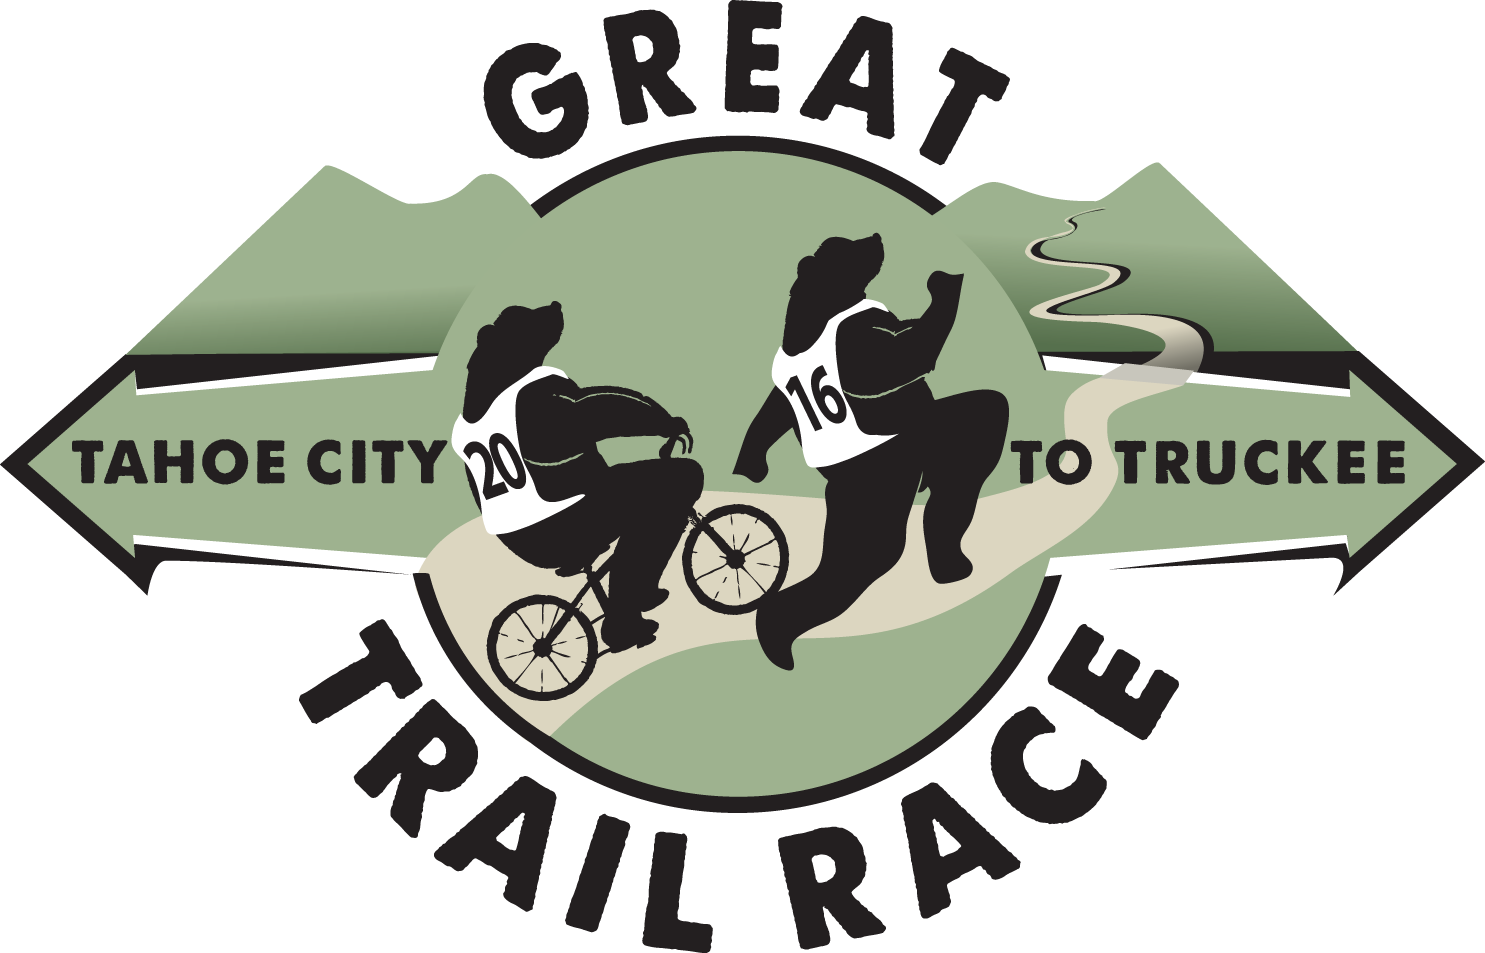 GREAT
TAHOE CITY
TO TRUCKEE
20
16
TRAIL RACE